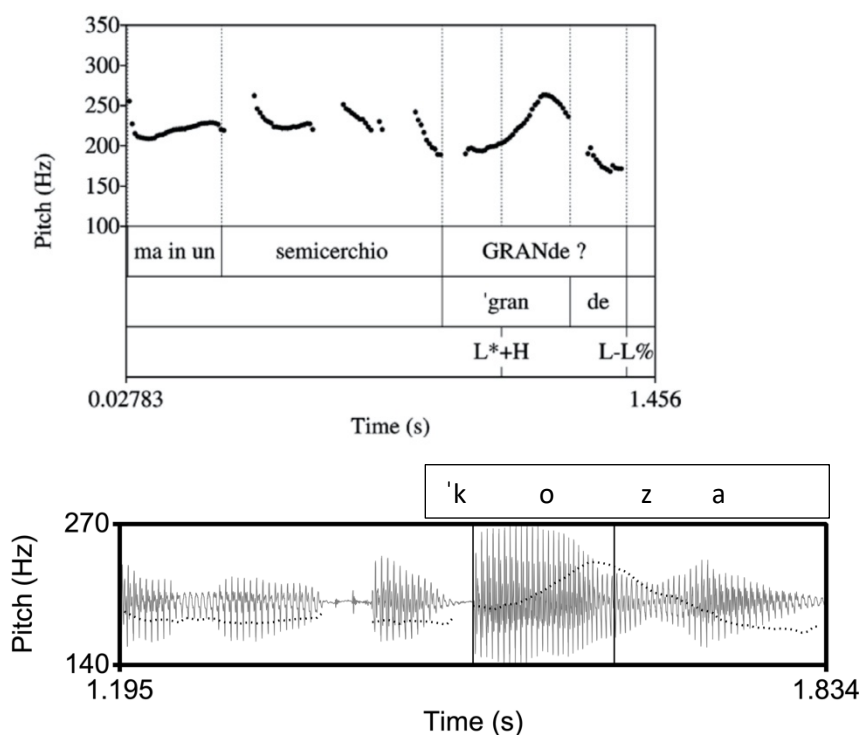 350
300
250
200
150
100
Pitch (Hz)
ma in un semicerchio GRANde ?
ˈgran de
L*+H L-L%
0.02783 1.456
Time (s)
ˈk o z a
270
Pitch (Hz)
140
1.195 1.834
Time (s)